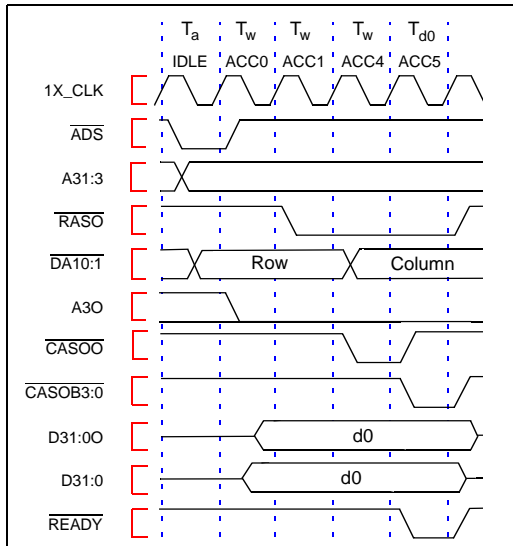 Ta Tw Tw Tw Td0
IDLE ACC0 ACC1 ACC4 ACC5
1X_CLK
ADS
A31:3
RASO
DA10:1 Row Column
A3O
CASOO
CASOB3:0
D31:0O d0
D31:0 d0
READY